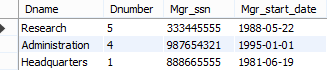 Dname Dnumber Mgr_ssn Mgr_start_date
Research 5 333445555 1988-05-22
Administration 4 987654321 1995-01-01
Headquarters 1 888665555 1981-06-19